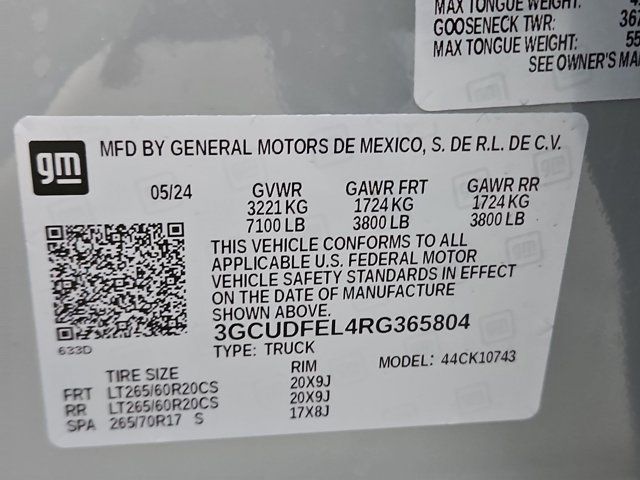 MAX TONGUE WEIGHT:
GOOSENECK TWR: 367
MAX TONGUE WEIGHT: 55
SEE OWNER'S MA
gm MFD BY GENERAL MOTORS DE MEXICO, S. DE R.L. DE C.V.
05/24 GVWR GAWR FRT GAWR RR
3221 KG 1724 KG 1724 KG
7100 LB 3800 LB 3800 LB
THIS VEHICLE CONFORMS TO ALL
APPLICABLE U.S. FEDERAL MOTOR
VEHICLE SAFETY STANDARDS IN EFFECT
ON THE DATE OF MANUFACTURE
SHOWN ABOVE.
3GCUDFEL4RG365804
633D TYPE: TRUCK MODEL: 44CK10743
TIRE SIZE RIM
FRT LT265/60R20CS 20X9J
RR LT265/60R20CS 20X9J
SPA 265/70R17 S 17X8J